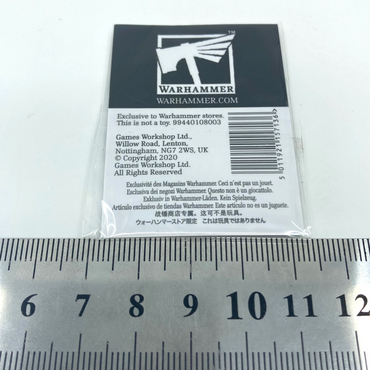 ™
WARHAMMER
WARHAMMER.COM
Exclusive to Warhammer stores.
This is not a toy. 99440108003
Games Workshop Ltd.,
Willow Road, Lenton,
Nottingham, NG7 2WS, UK
© Copyright 2020
Games Workshop Ltd.
All Rights Reserved
5011921157136
Exclusivité des Magasins Warhammer. Ceci n'est pas un jouet.
Esclusiva dei negozi Warhammer. Questo non è un giocattolo.
Exklusiv in Warhammer-Läden. Kein Spielzeug.
Artículo exclusivo de tiendas Warhammer. Este artículo no es un juguete.
战锤商店专属。这可不是玩具。
ウォーハンマーストア限定 これは玩具ではありません
6 7 8 9 10 11 12